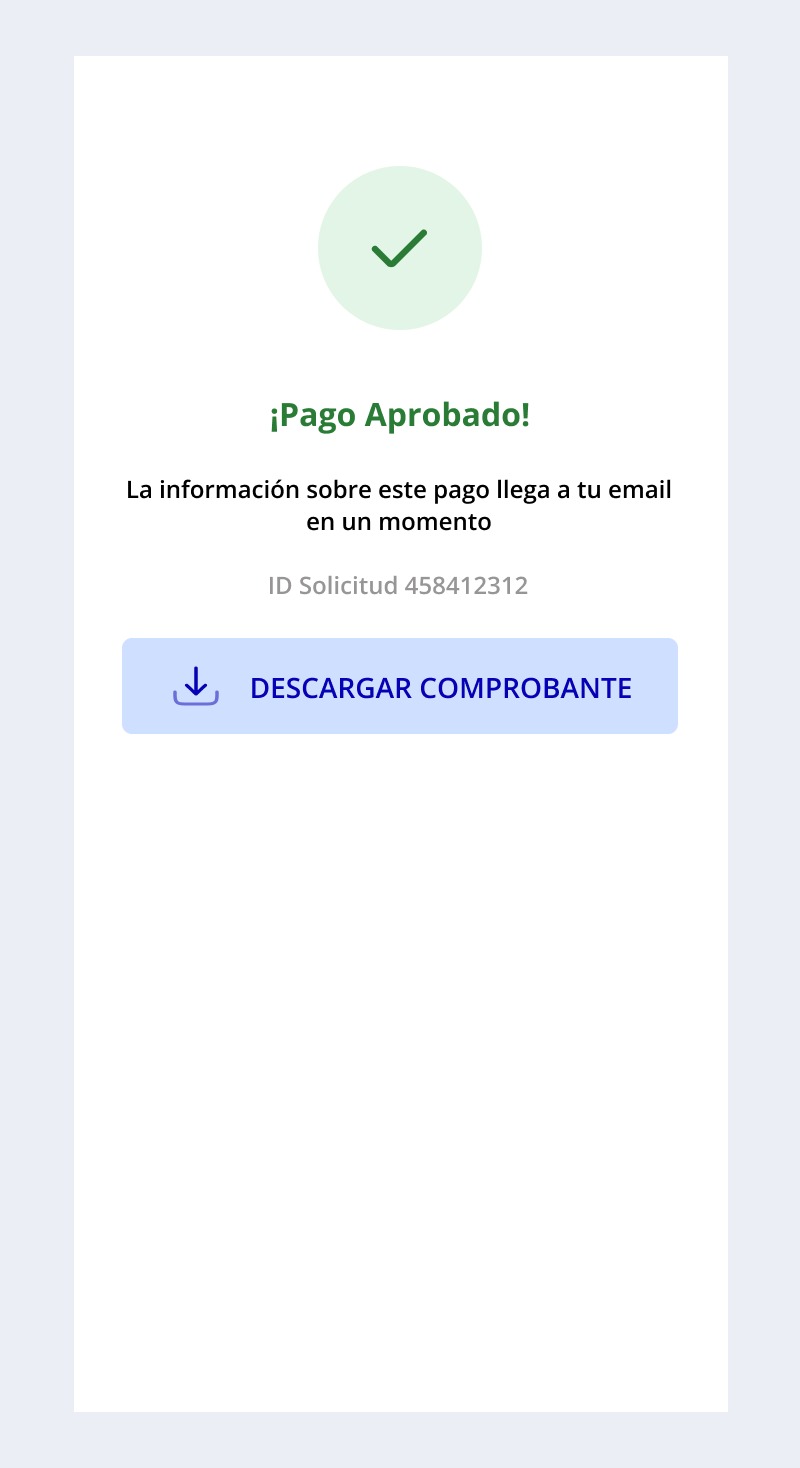 ¡Pago Aprobado!
La información sobre este pago llega a tu email
en un momento
ID Solicitud 458412312
DESCARGAR COMPROBANTE